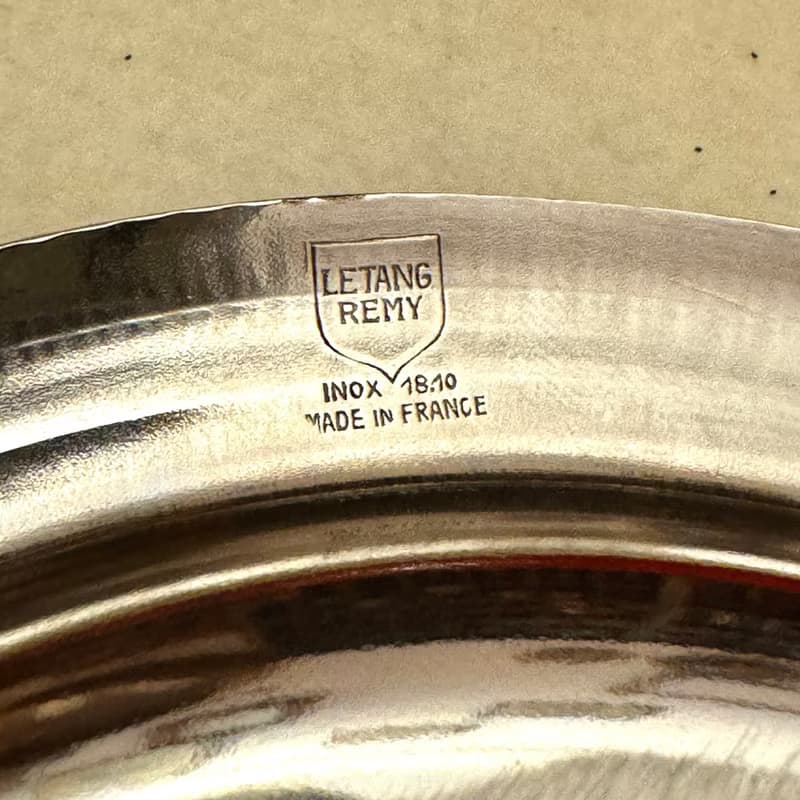 LETANG
REMY
INOX 18.10
MADE IN FRANCE